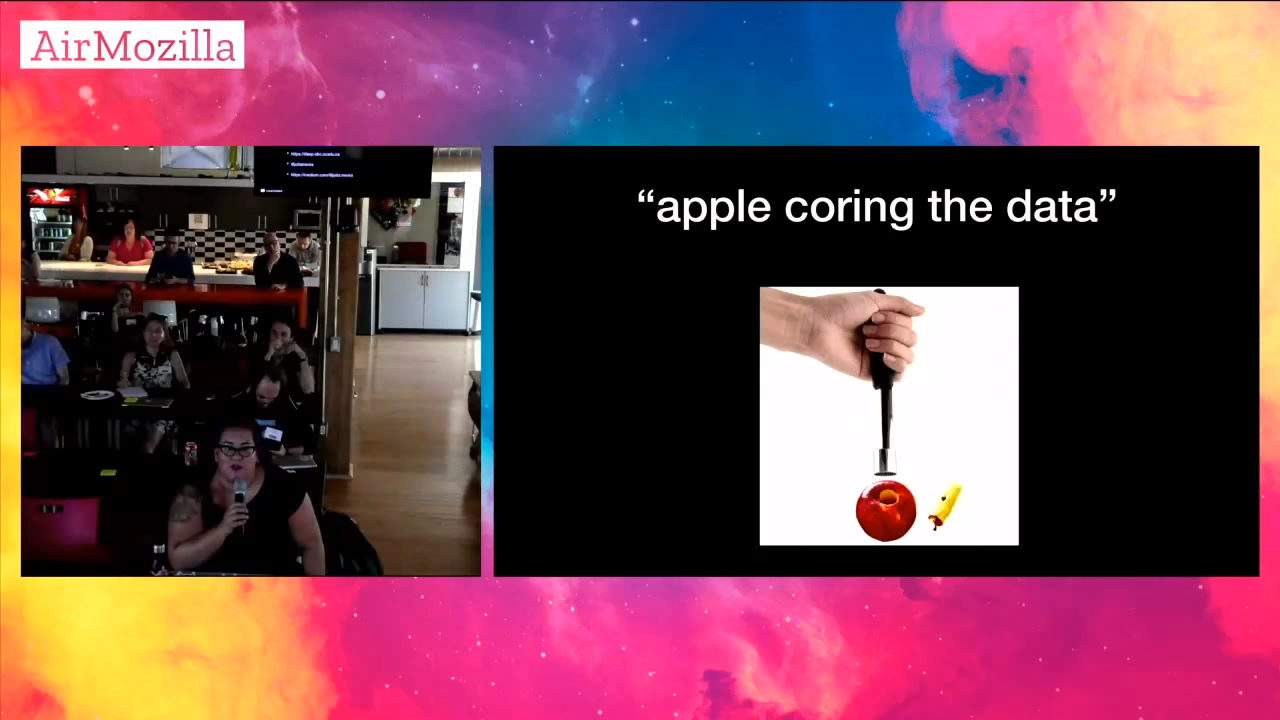 AirMozilla
“apple coring the data”